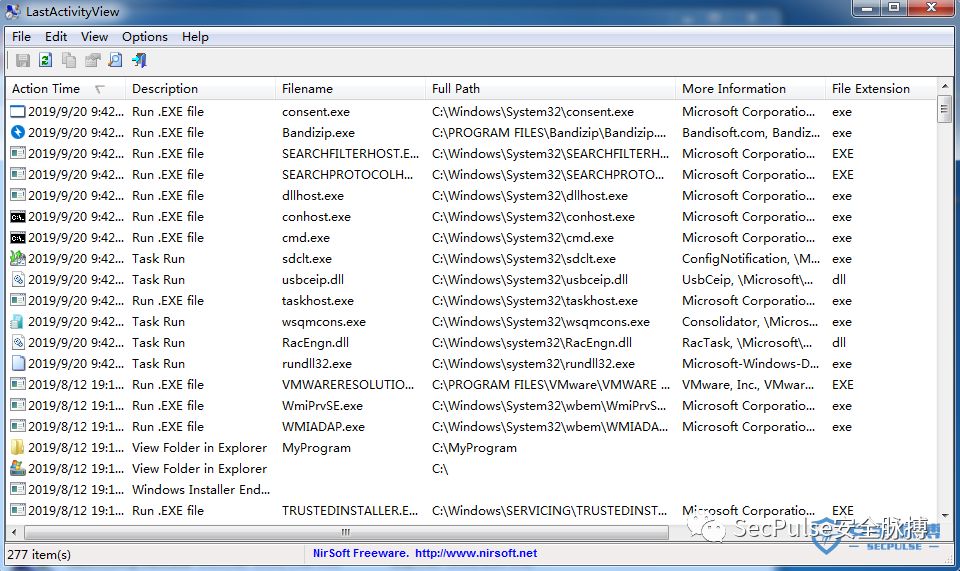 LastActivityView
File Edit View Options Help
Action Time Description Filename Full Path More Information File Extension
2019/9/20 9:42... Run .EXE file consent.exe C:\Windows\System32\consent.exe Microsoft Corporatio... exe
2019/9/20 9:42... Run .EXE file Bandizip.exe C:\PROGRAM FILES\Bandizip\Bandizip.... Bandisoft.com, Bandiz... exe
2019/9/20 9:42... Run .EXE file SEARCHFILTERHOST.E... C:\Windows\System32\SEARCHFILTERH... Microsoft Corporatio... EXE
2019/9/20 9:42... Run .EXE file SEARCHPROTOCOLH... C:\Windows\System32\SEARCHPROTO... Microsoft Corporatio... EXE
2019/9/20 9:42... Run .EXE file dllhost.exe C:\Windows\System32\dllhost.exe Microsoft Corporatio... exe
2019/9/20 9:42... Run .EXE file conhost.exe C:\Windows\System32\conhost.exe Microsoft Corporatio... exe
2019/9/20 9:42... Run .EXE file cmd.exe C:\Windows\System32\cmd.exe Microsoft Corporatio... exe
2019/9/20 9:42... Task Run sdclt.exe C:\Windows\System32\sdclt.exe ConfigNotification, \M... exe
2019/9/20 9:42... Task Run usbceip.dll C:\Windows\System32\usbceip.dll UsbCeip, \Microsoft\... dll
2019/9/20 9:42... Run .EXE file taskhost.exe C:\Windows\System32\taskhost.exe Microsoft Corporatio... exe
2019/9/20 9:42... Task Run wsqmcons.exe C:\Windows\System32\wsqmcons.exe Consolidator, \Micros... exe
2019/9/20 9:42... Task Run RacEngn.dll C:\Windows\System32\RacEngn.dll RacTask, \Microsoft\... dll
2019/9/20 9:42... Task Run rundll32.exe C:\Windows\System32\rundll32.exe Microsoft-Windows-D... exe
2019/8/12 19:1... Run .EXE file VMWARERESOLUTIO... C:\PROGRAM FILES\VMware\VMWARE ... VMware, Inc., VMwar... EXE
2019/8/12 19:1... Run .EXE file WmiPrvSE.exe C:\Windows\System32\wbem\WmiPrvS... Microsoft Corporatio... exe
2019/8/12 19:1... Run .EXE file WMIADAP.exe C:\Windows\System32\wbem\WMIADA... Microsoft Corporatio... exe
2019/8/12 19:1... View Folder in Explorer MyProgram C:\MyProgram
2019/8/12 19:1... View Folder in Explorer C:\
2019/8/12 19:1... Windows Installer End...
2019/8/12 19:1... Run .EXE file TRUSTEDINSTALLER.E... C:\Windows\SERVICING\TRUSTEDINST... Microsoft Corporatio... EXE
SecPulse安全脉搏
SECPULSE
277 item(s) NirSoft Freeware. http://www.nirsoft.net